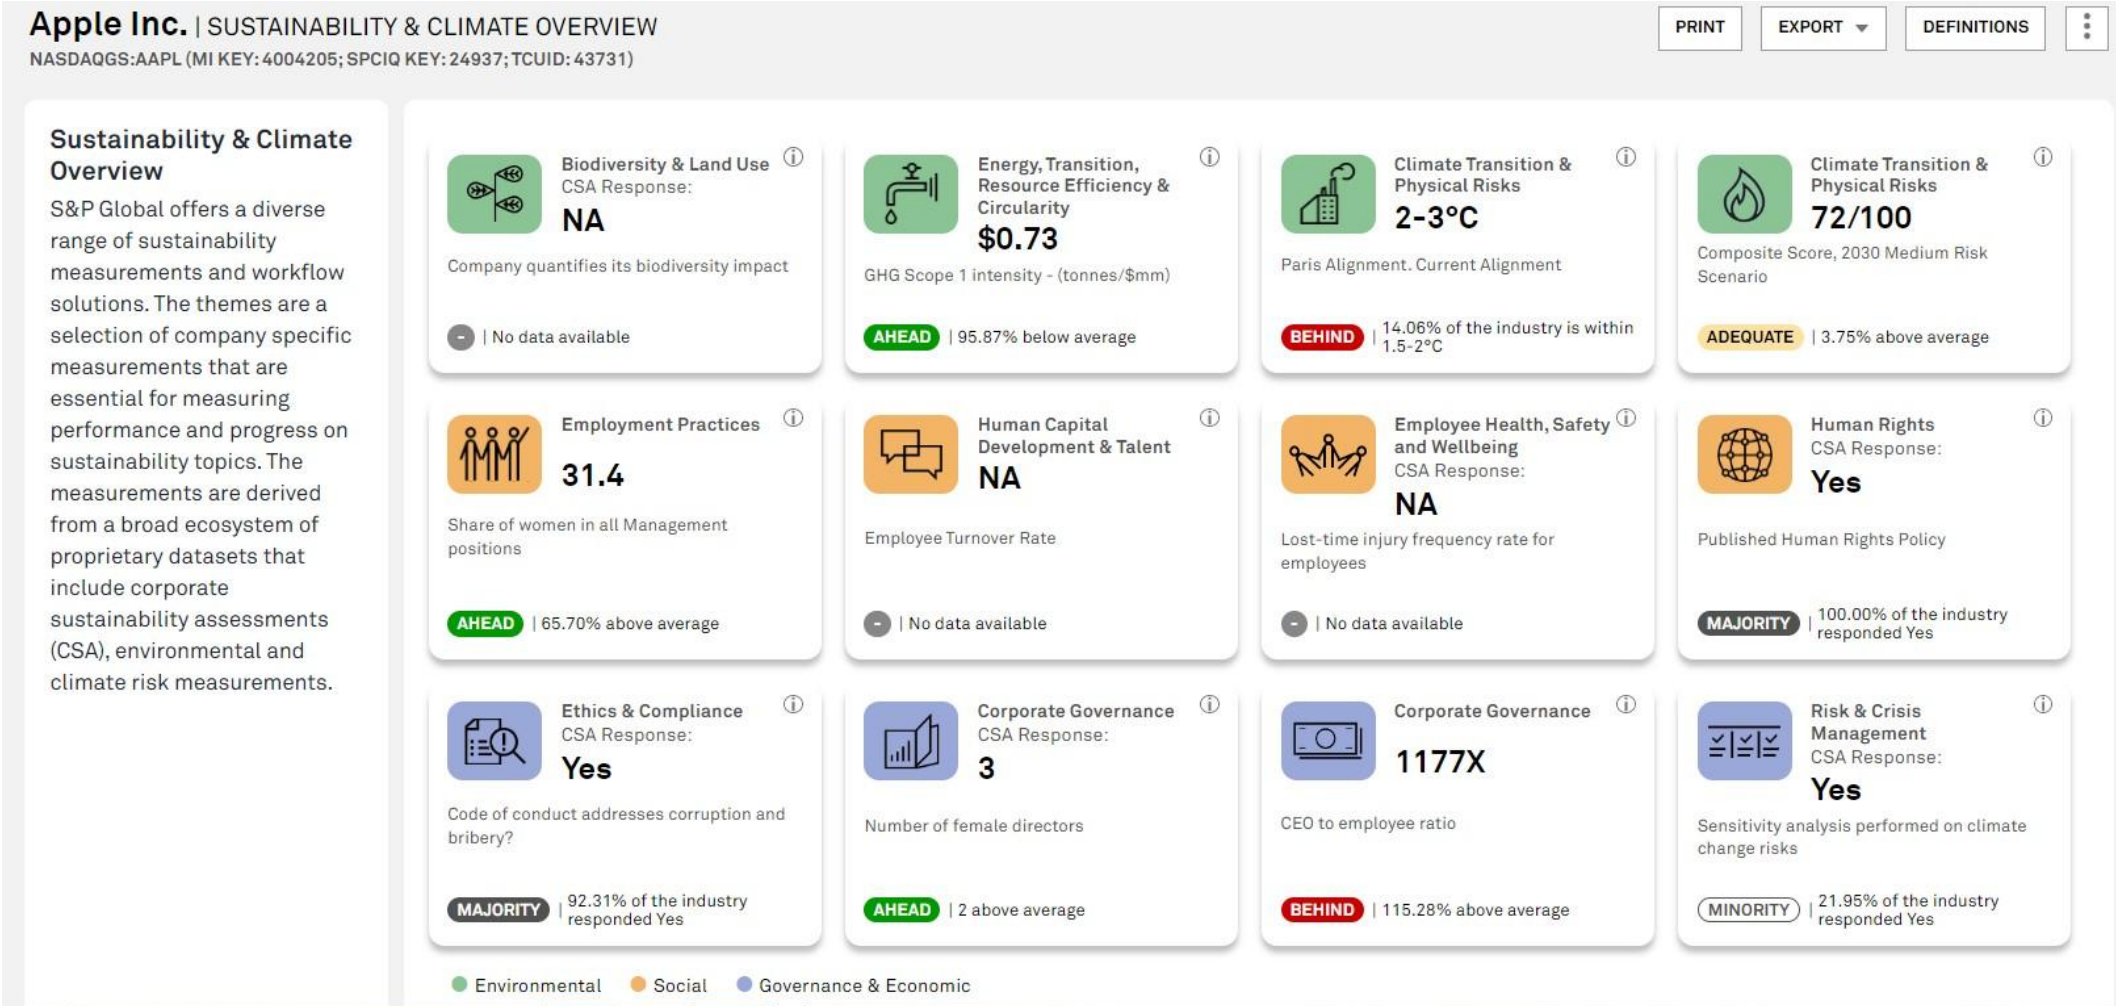 Apple Inc. | SUSTAINABILITY & CLIMATE OVERVIEW
NASDAQGS:AAPL (MI KEY: 4004205; SPCIQ KEY: 24937; TCUID: 43731)
PRINT
EXPORT
DEFINITIONS
Sustainability & Climate
Overview
S&P Global offers a diverse
range of sustainability
measurements and workflow
solutions. The themes are a
selection of company specific
measurements that are
essential for measuring
performance and progress on
sustainability topics. The
measurements are derived
from a broad ecosystem of
proprietary datasets that
include corporate
sustainability assessments
(CSA), environmental and
climate risk measurements.
Biodiversity & Land Use
CSA Response:
NA
Company quantifies its biodiversity impact
- | No data available
Energy, Transition,
Resource Efficiency &
Circularity
$0.73
GHG Scope 1 intensity - (tonnes/$mm)
AHEAD | 95.87% below average
Climate Transition &
Physical Risks
2-3°C
Paris Alignment. Current Alignment
BEHIND | 14.06% of the industry is within
1.5-2°C
Climate Transition &
Physical Risks
72/100
Composite Score, 2030 Medium Risk
Scenario
ADEQUATE | 3.75% above average
Employment Practices
31.4
Share of women in all Management
positions
AHEAD | 65.70% above average
Human Capital
Development & Talent
NA
Employee Turnover Rate
- | No data available
Employee Health, Safety
and Wellbeing
CSA Response:
NA
Lost-time injury frequency rate for
employees
- | No data available
Human Rights
CSA Response:
Yes
Published Human Rights Policy
MAJORITY | 100.00% of the industry
responded Yes
Ethics & Compliance
CSA Response:
Yes
Code of conduct addresses corruption and
bribery?
MAJORITY | 92.31% of the industry
responded Yes
Corporate Governance
CSA Response:
3
Number of female directors
AHEAD | 2 above average
Corporate Governance
1177X
CEO to employee ratio
BEHIND | 115.28% above average
Risk & Crisis
Management
CSA Response:
Yes
Sensitivity analysis performed on climate
change risks
MINORITY | 21.95% of the industry
responded Yes
Environmental Social Governance & Economic